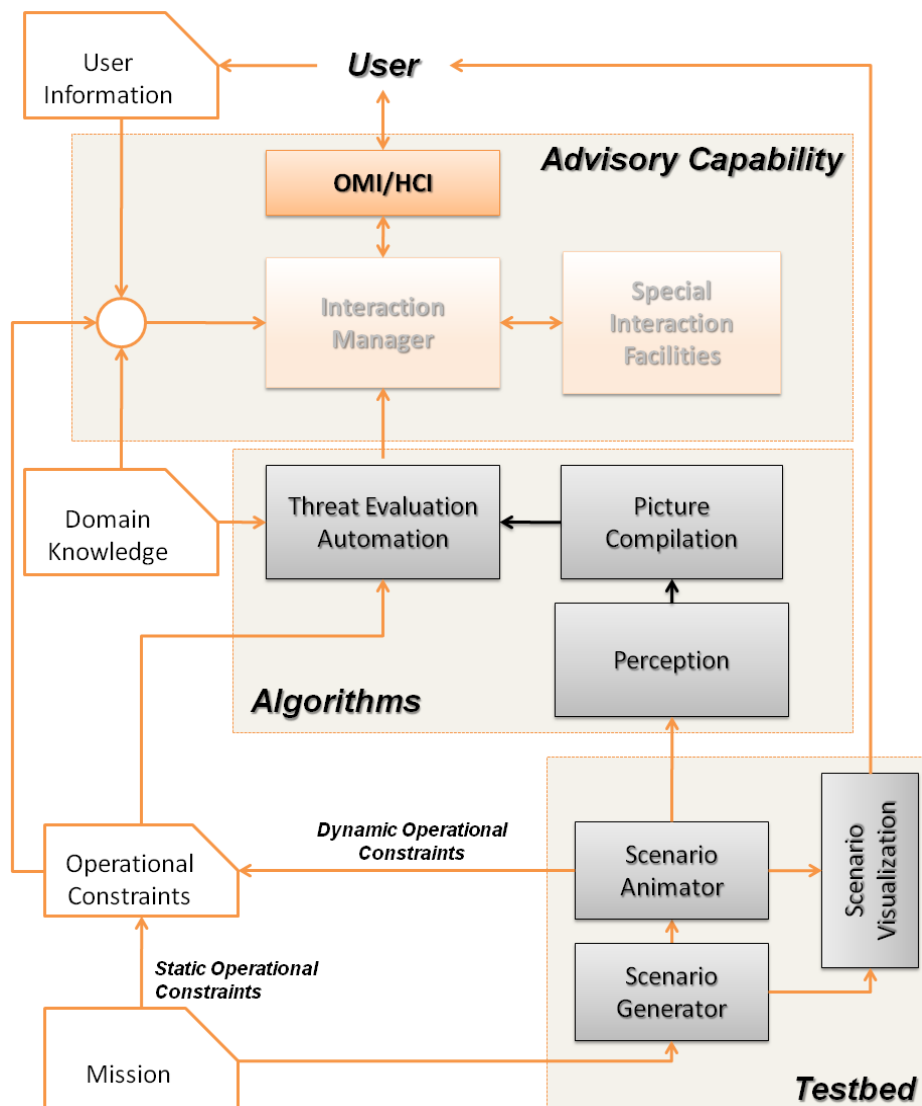 User
Information
User
Advisory Capability
OMI/HCI
Interaction
Manager
Special
Interaction
Facilities
Domain
Knowledge
Threat Evaluation
Automation
Picture
Compilation
Perception
Algorithms
Operational
Constraints
Dynamic Operational
Constraints
Scenario
Animator
Scenario
Visualization
Static Operational
Constraints
Scenario
Generator
Mission
Testbed